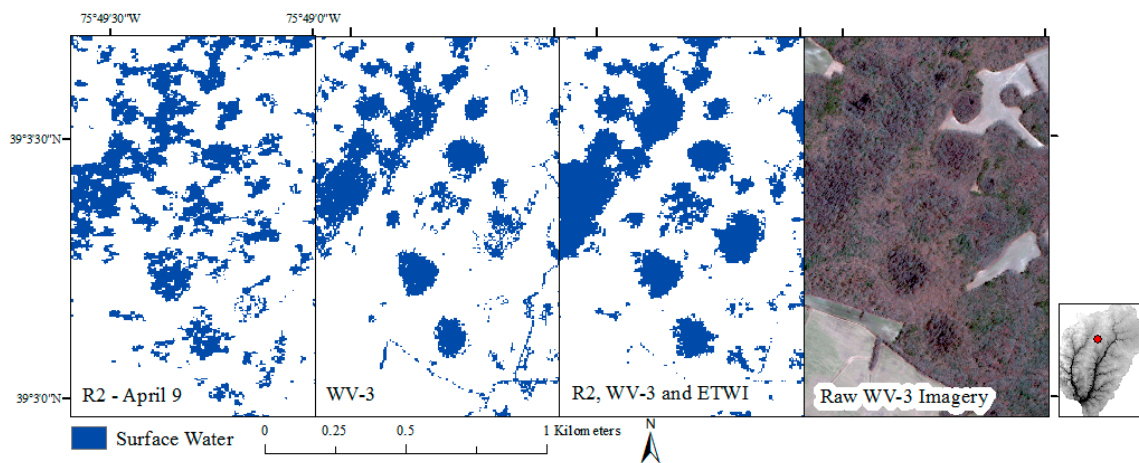 75°49'30"W
75°49'0"W
39°3'30"N
39°3'0"N
R2 - April 9
WV-3
R2, WV-3 and ETWI
Raw WV-3 Imagery
Surface Water
0 0.25 0.5 1 Kilometers
N